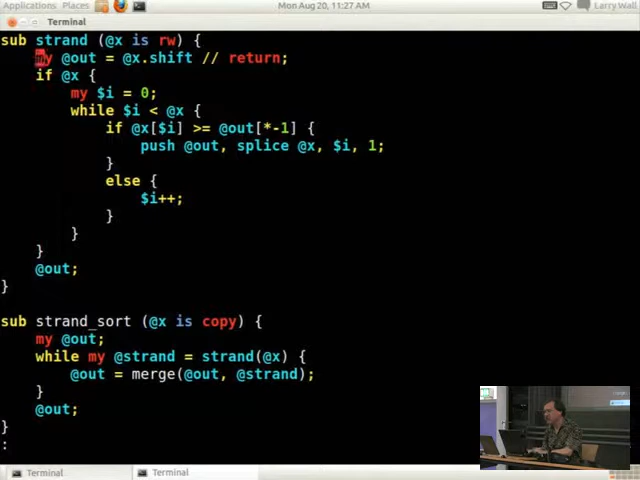 Applications Places Mon Aug 20, 11:27 AM Larry Wall
Terminal
sub strand (@x is rw) {
my @out = @x.shift // return;
if @x {
my $i = 0;
while $i < @x {
if @x[$i] >= @out[*-1] {
push @out, splice @x, $i, 1;
}
else {
$i++;
}
}
}
@out;
}
sub strand_sort (@x is copy) {
my @out;
while my @strand = strand(@x) {
@out = merge(@out, @strand);
}
@out;
}
:
Terminal Terminal